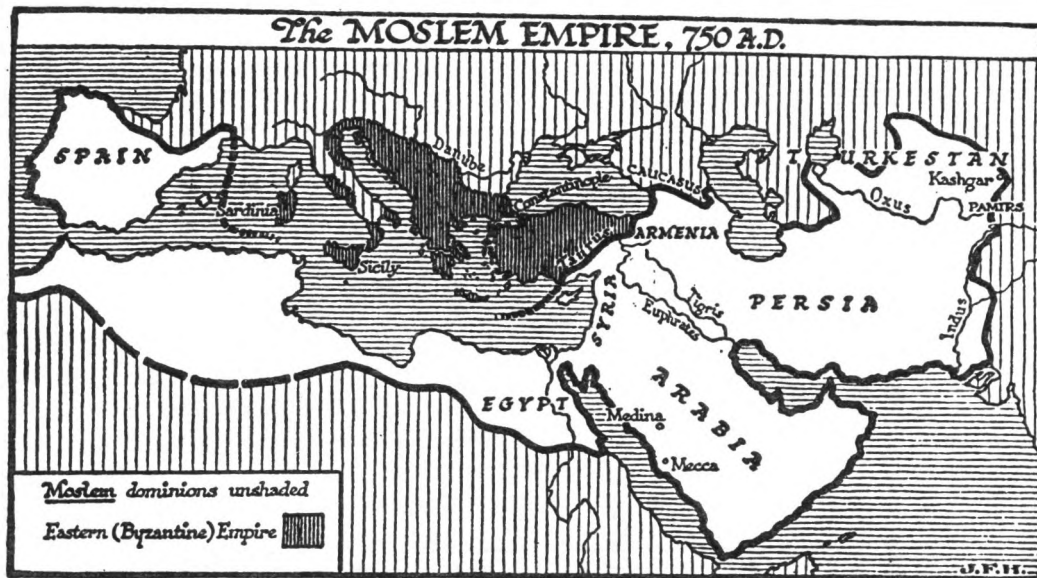 The MOSLEM EMPIRE, 750 A.D.
SPAIN
Danube
Constantinople
CAUCASUS
TURKESTAN
Kashgar
Oxus
PAMIRS
Sardinia
Sicily
Taurus
ARMENIA
SYRIA
Tigris
Euphrates
PERSIA
Indus
EGYPT
ARABIA
Medina
Mecca
Moslem dominions unshaded
Eastern (Byzantine) Empire
J.F.H.